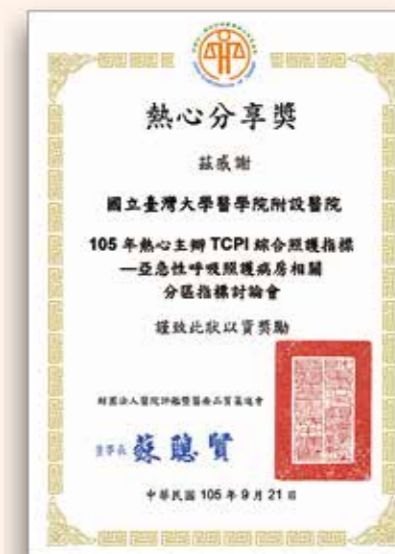 熱心分享獎
茲感謝
國立臺灣大學醫學院附設醫院
105 年熱心主辦 TCPI 綜合照護指標
—亞急性呼吸照護病房相關
分區指標討論會
謹致此狀以資獎勵
財團法人醫院評鑑暨醫療品質策進會
董事長 蘇聰賢
中華民國 105 年 9 月 21 日